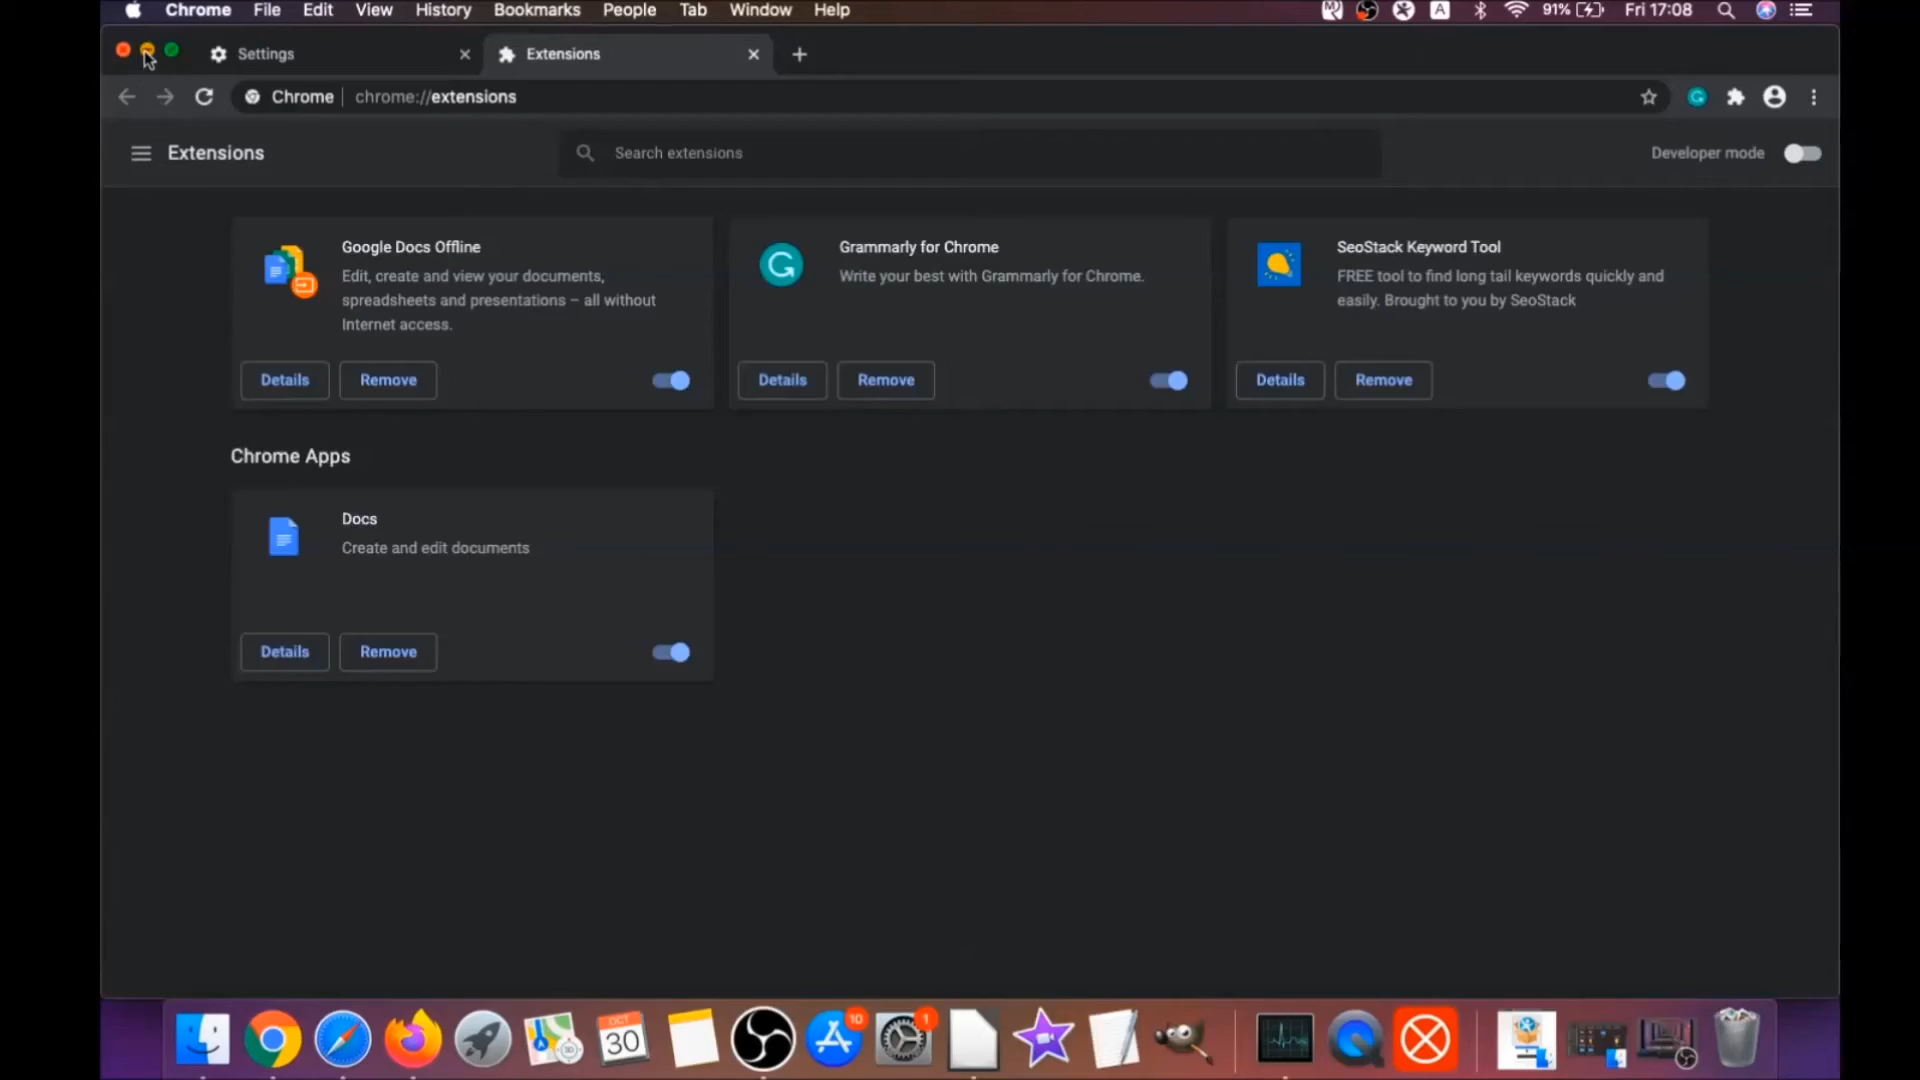 Chrome File Edit View History Bookmarks People Tab Window Help A 91% Fri 17:08
Settings Extensions
Chrome chrome://extensions
Extensions Search extensions Developer mode
Google Docs Offline
Edit, create and view your documents,
spreadsheets and presentations – all without
Internet access.
Details Remove
Grammarly for Chrome
Write your best with Grammarly for Chrome.
Details Remove
SeoStack Keyword Tool
FREE tool to find long tail keywords quickly and
easily. Brought to you by SeoStack
Details Remove
Chrome Apps
Docs
Create and edit documents
Details Remove
OCT
30
10
1